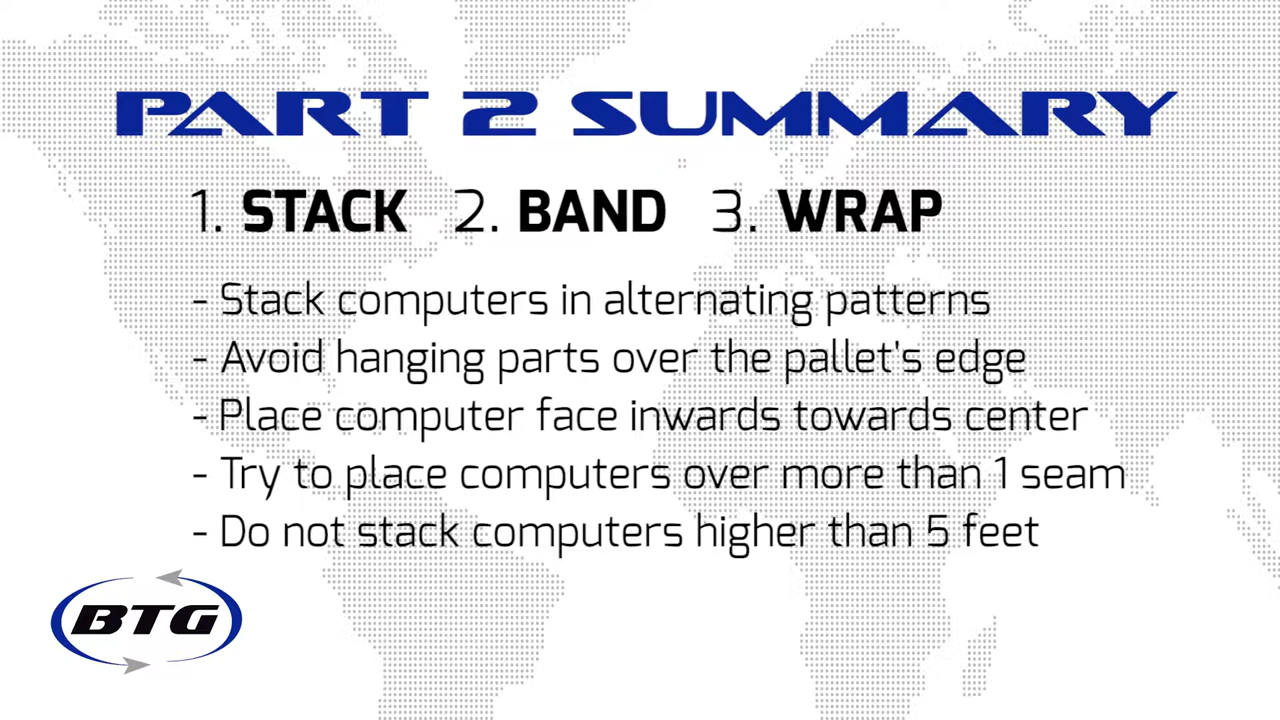 PART 2 SUMMARY
1. STACK 2. BAND 3. WRAP
- Stack computers in alternating patterns
- Avoid hanging parts over the pallet's edge
- Place computer face inwards towards center
- Try to place computers over more than 1 seam
- Do not stack computers higher than 5 feet
BTG